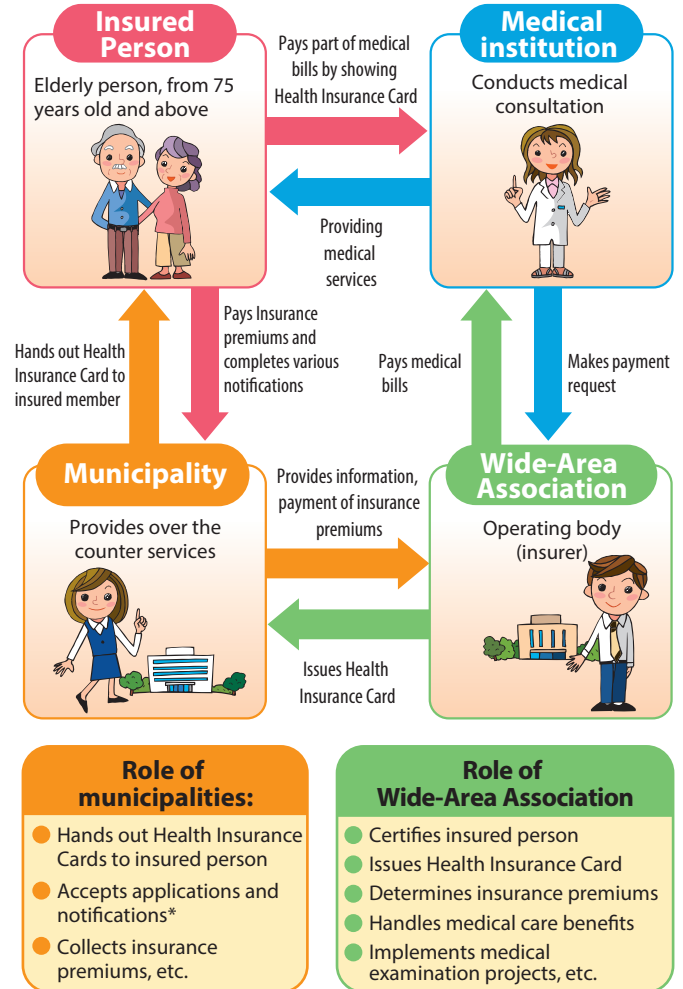 Insured
Person
Elderly person, from 75
years old and above
Pays part of medical
bills by showing
Health Insurance Card
Medical
institution
Conducts medical
consultation
Providing
medical
services
Hands out Health
Insurance Card to
insured member
Pays Insurance
premiums and
completes various
notifications
Pays medical
bills
Makes payment
request
Municipality
Provides over the
counter services
Provides information,
payment of insurance
premiums
Wide-Area
Association
Operating body
(insurer)
Issues Health
Insurance Card
Role of
municipalities:
Hands out Health Insurance
Cards to insured person
Accepts applications and
notifications*
Collects insurance
premiums, etc.
Role of
Wide-Area Association
Certifies insured person
Issues Health Insurance Card
Determines insurance premiums
Handles medical care benefits
Implements medical
examination projects, etc.